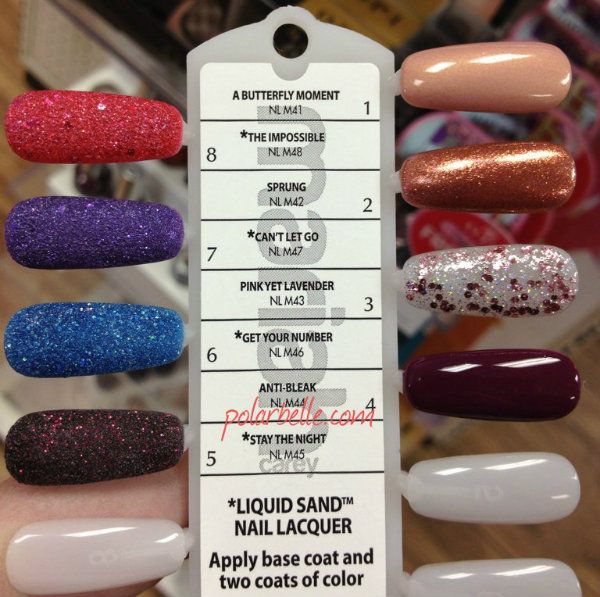 A BUTTERFLY MOMENT
NL M41
1
*THE IMPOSSIBLE
NL M48
8
SPRUNG
NL M42
2
*CAN'T LET GO
NL M47
7
PINK YET LAVENDER
NL M43
3
*GET YOUR NUMBER
NL M46
6
ANTI-BLEAK
NL M44
4
polarbelle.com
*STAY THE NIGHT
NL M45
5
mariah
carey
*LIQUID SAND™
NAIL LACQUER
Apply base coat and
two coats of color
8
5